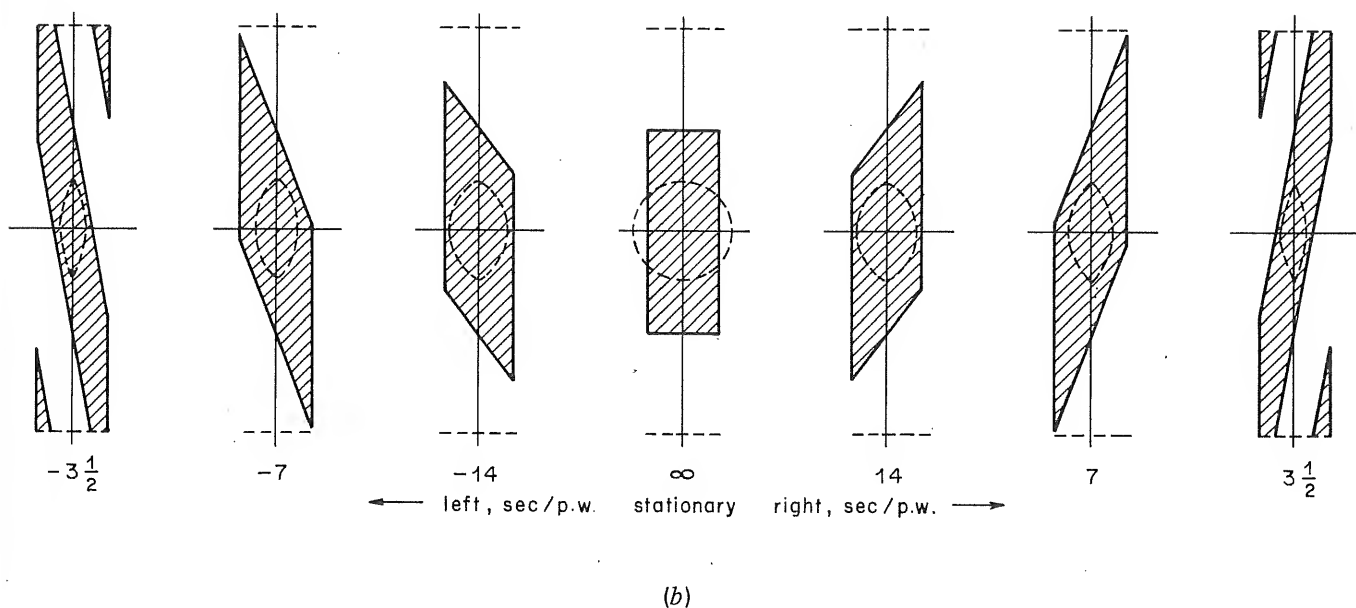 -3 1/2 -7 -14 ∞ 14 7 3 1/2
← left, sec/p.w. stationary right, sec/p.w. →
(b)